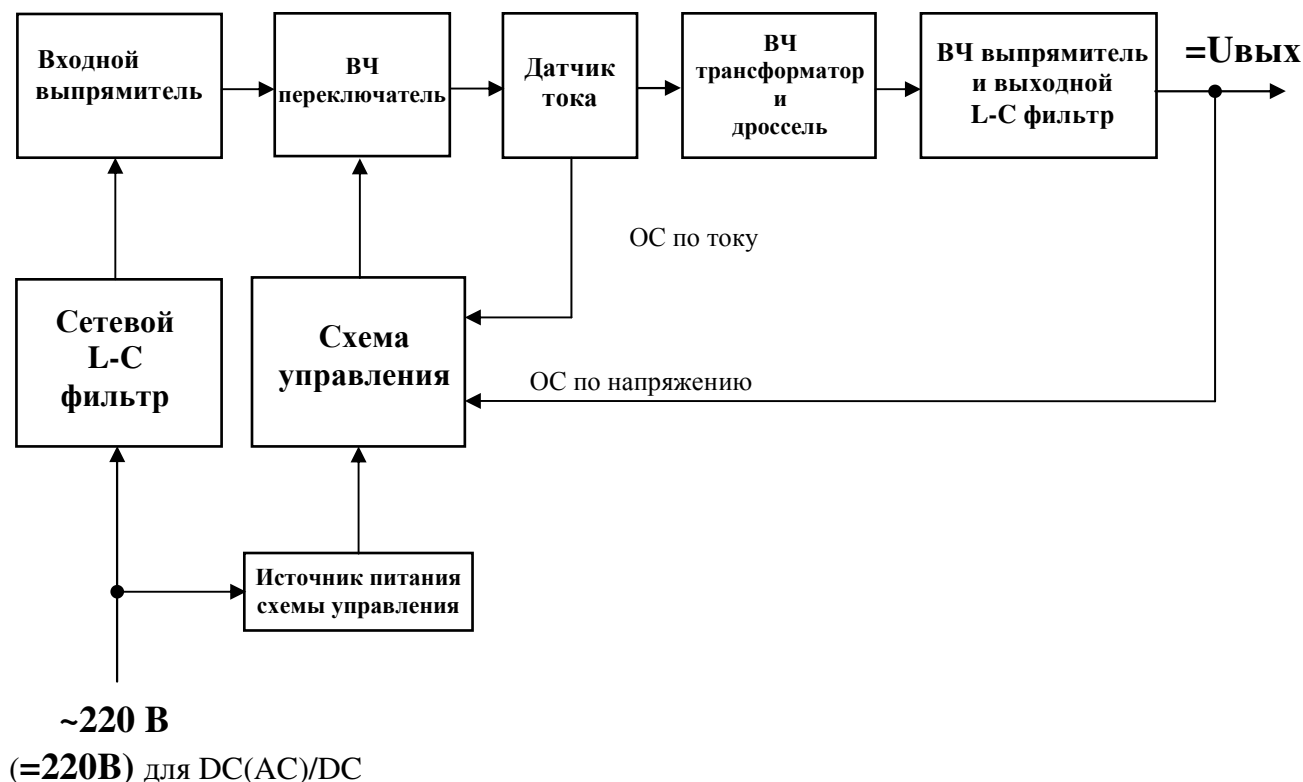 Входной
выпрямитель
ВЧ
переключатель
Датчик
тока
ВЧ
трансформатор
и
дроссель
ВЧ выпрямитель
и выходной
L-C фильтр
=Uвых
ОС по току
Сетевой
L-C
фильтр
Схема
управления
ОС по напряжению
Источник питания
схемы управления
~220 В
(=220В) для DC(AC)/DC